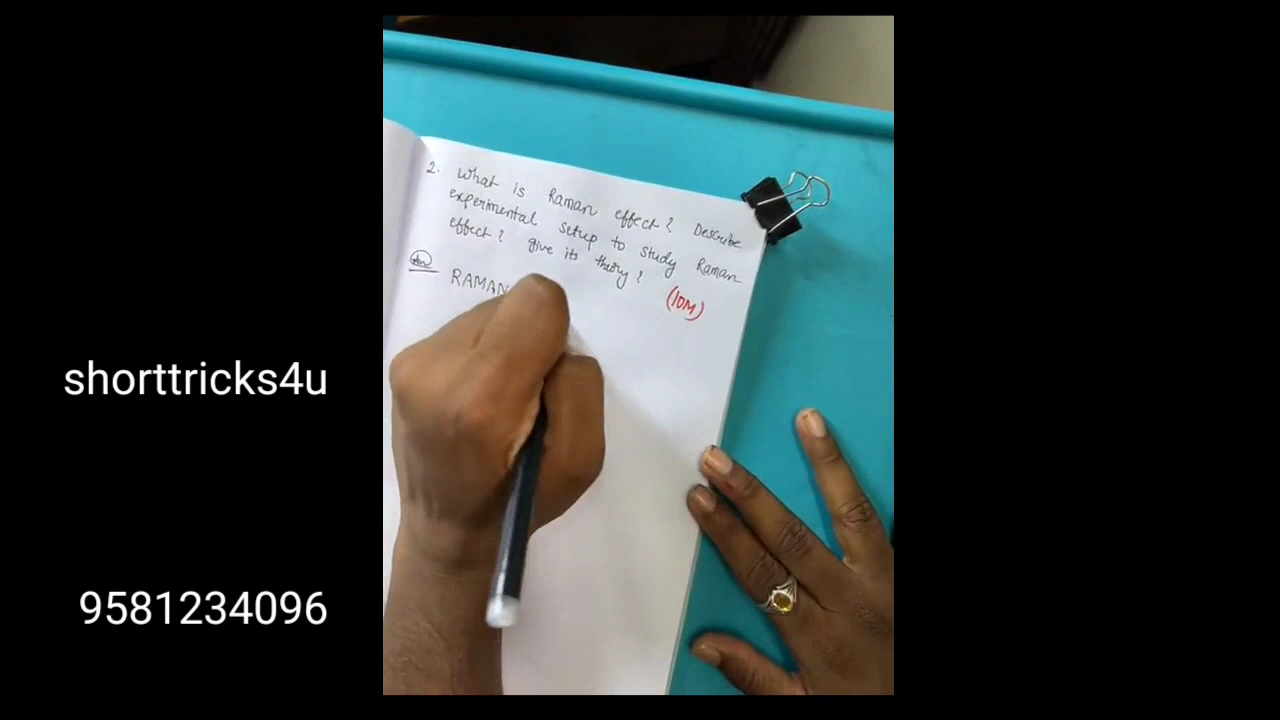 2. What is Raman effect? Describe
experimental setup to study Raman
effect? give its theory?
(10M)
RAMAN
shorttricks4u
9581234096